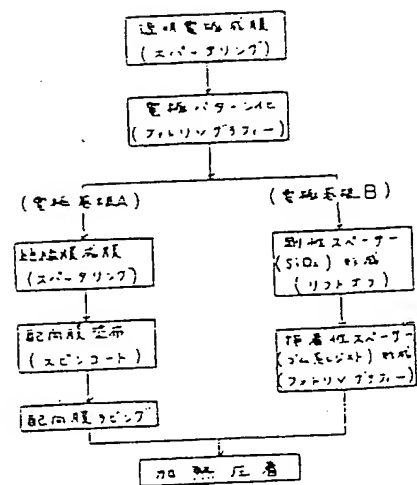 透明電極成膜
(スパッタリング)
電極パターン化
(フォトリソグラフィー)
(電極基板A)
(電極基板B)
絶縁膜成膜
(スパッタリング)
剛性スペーサー
(SiO₂)形成
(リフトオフ)
配向膜塗布
(スピンコート)
接着性スペーサー
(ゴム系レジスト)形成
(フォトリソグラフィー)
配向膜ラビング
加熱圧着